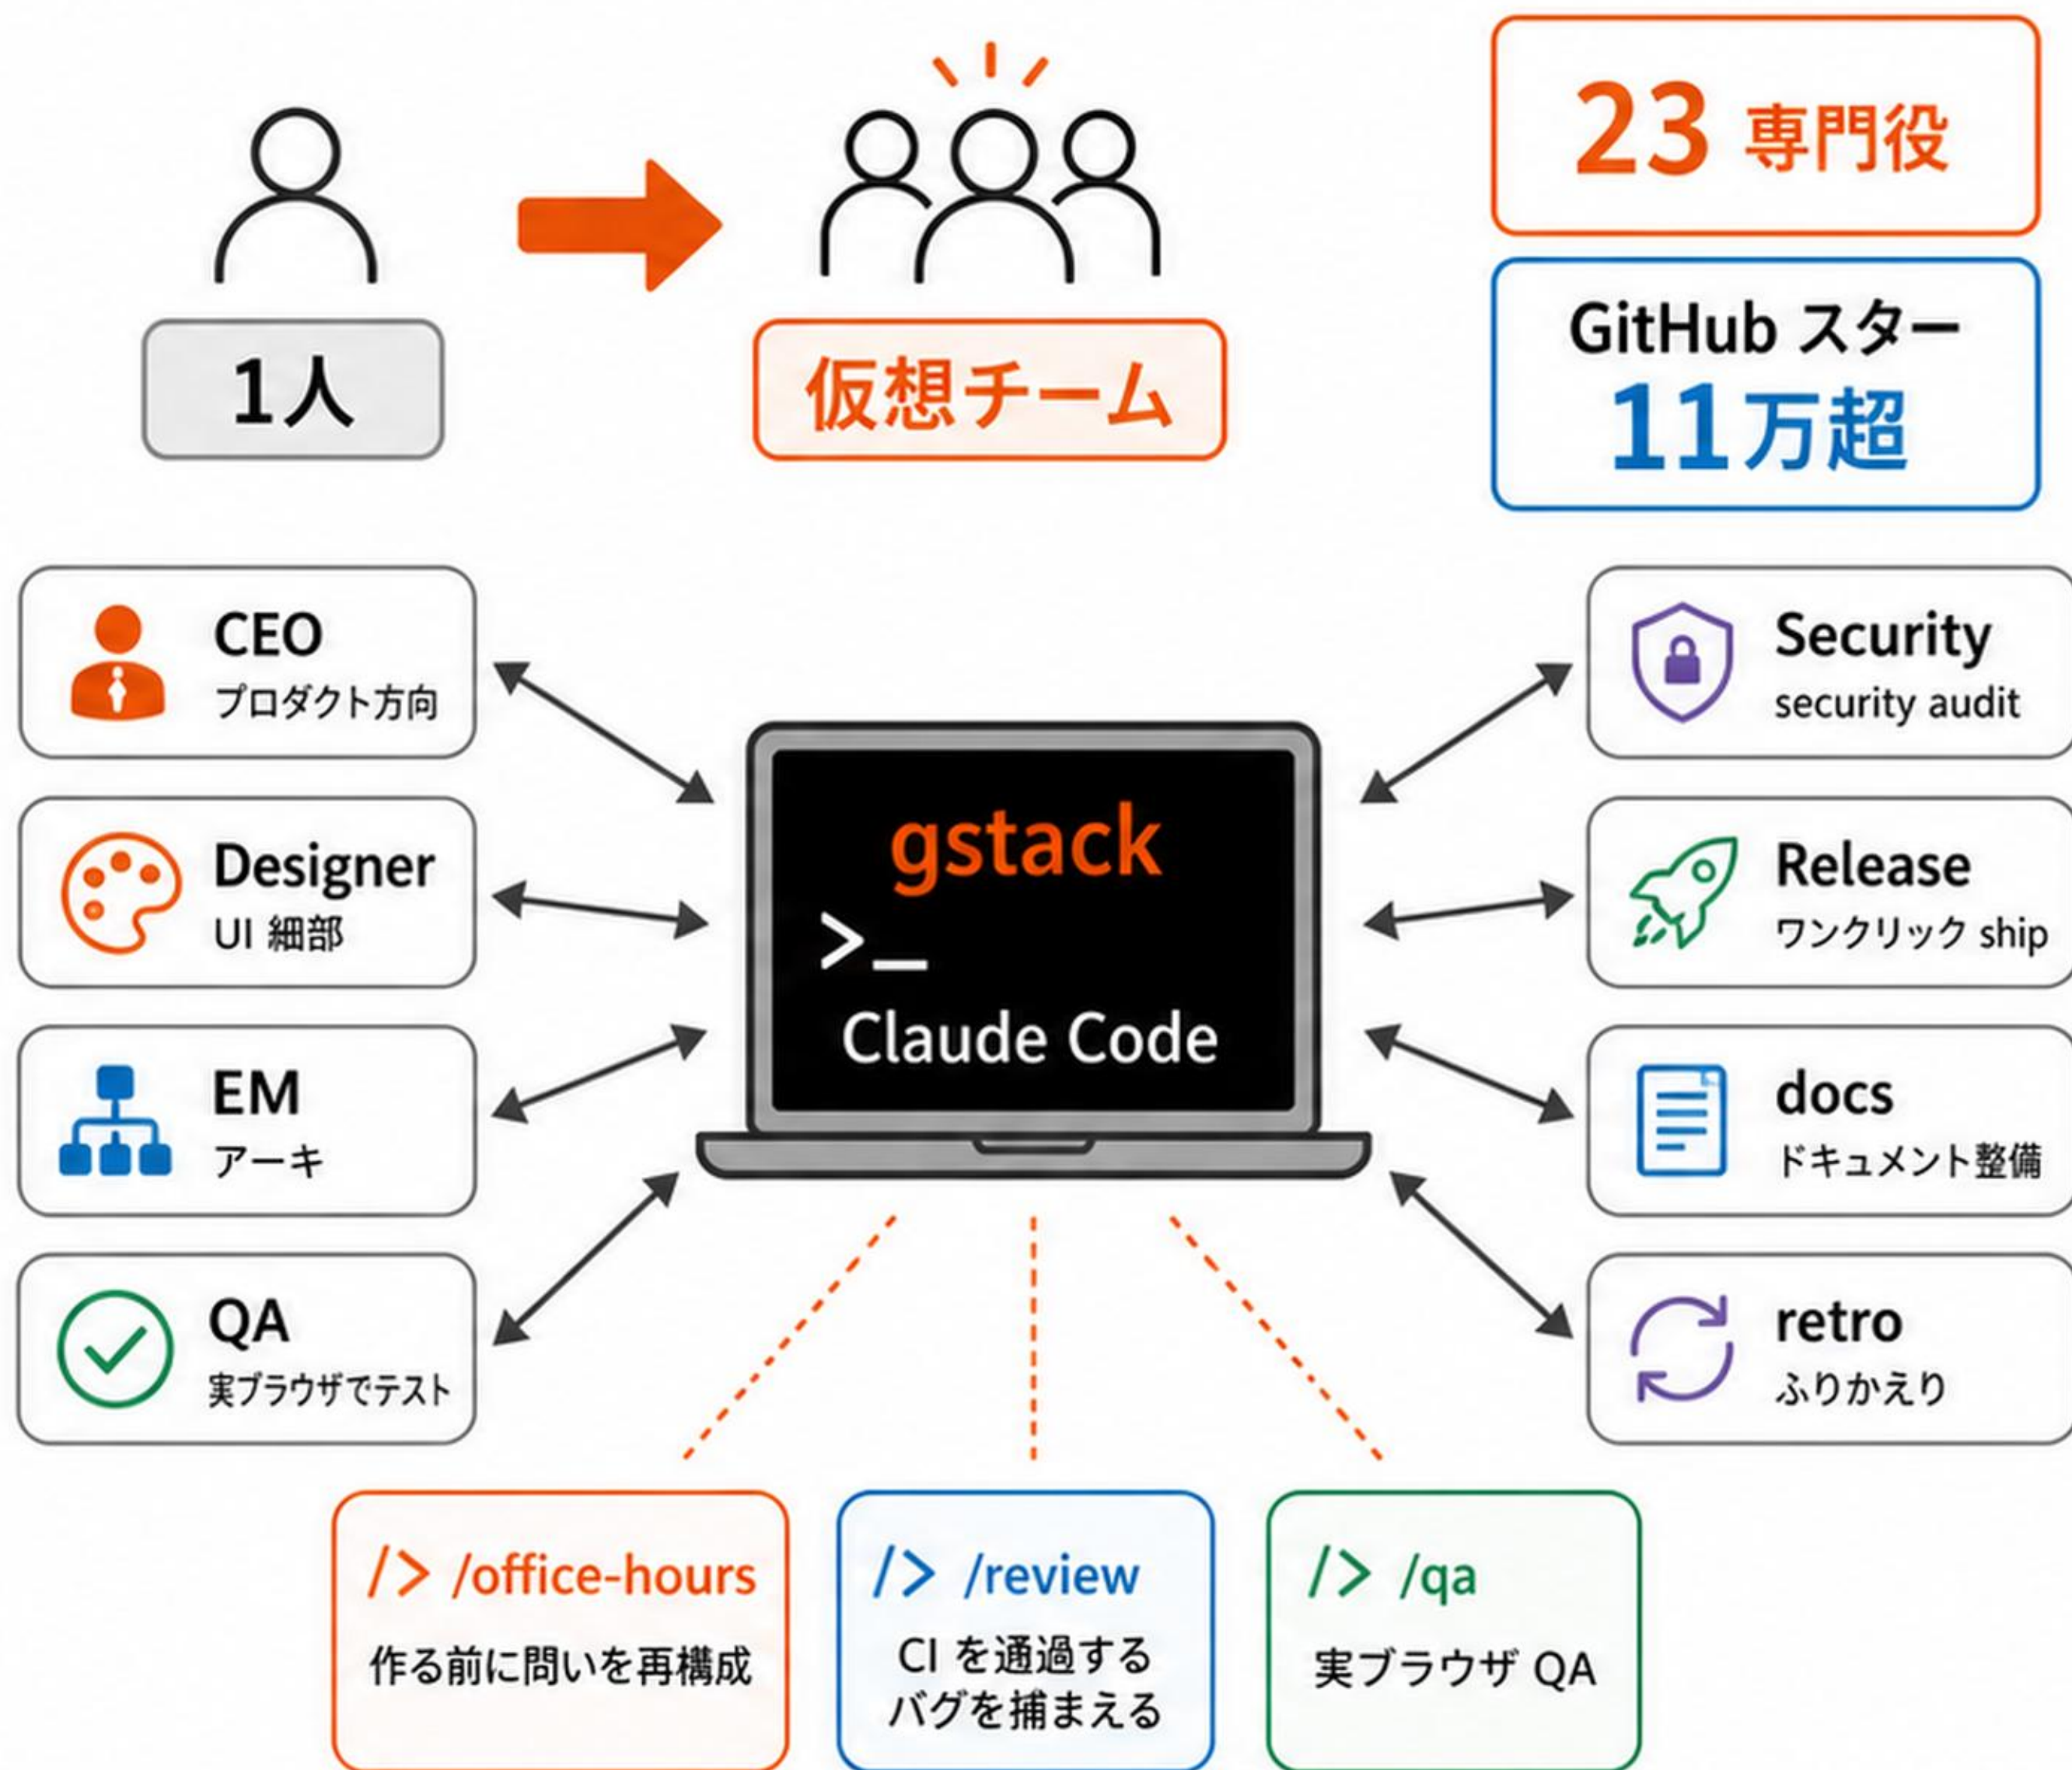 1人
仮想チーム
23 専門役
GitHub スター
11万超
CEO
プロダクト方向
Designer
UI 細部
EM
アーキ
QA
実ブラウザでテスト
gstack
>_
Claude Code
Security
security audit
Release
ワンクリック ship
docs
ドキュメント整備
retro
ふりかえり
/> /office-hours
作る前に問いを再構成
/> /review
CI を通過する
バグを捕まえる
/> /qa
実ブラウザ QA